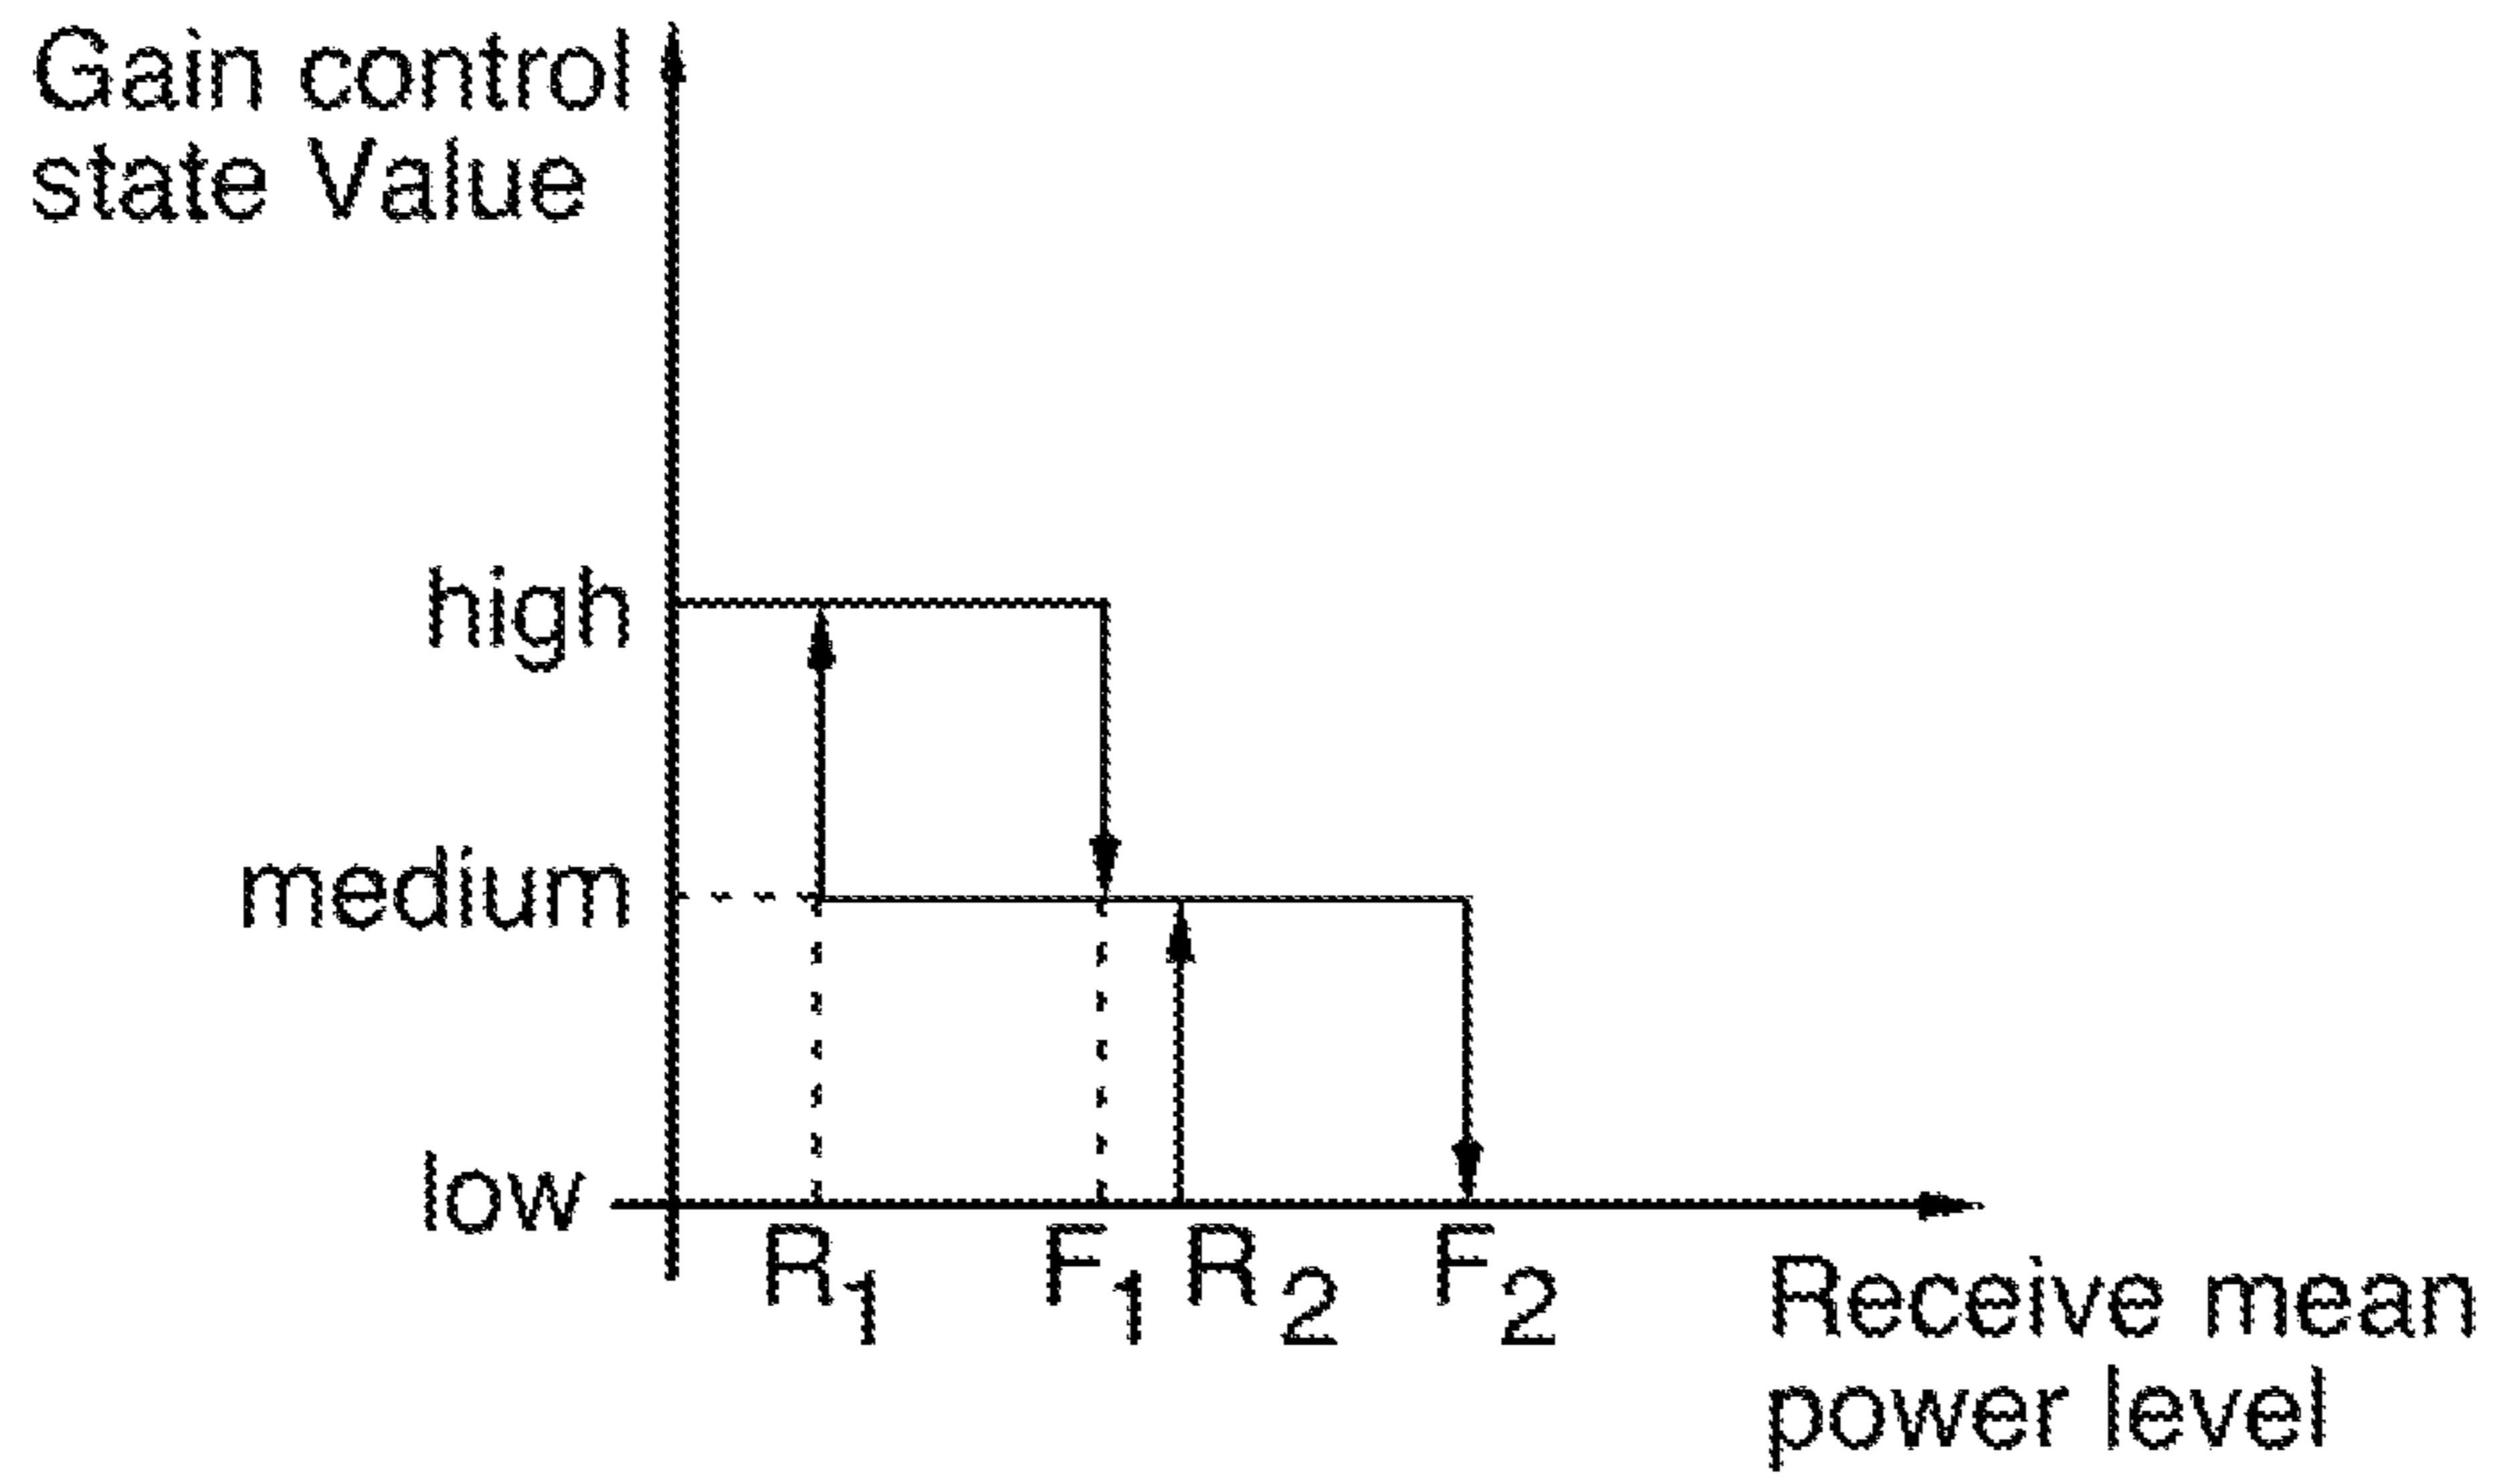 Gain control
state Value
high
medium
low
R1 F1 R2 F2
Receive mean
power level